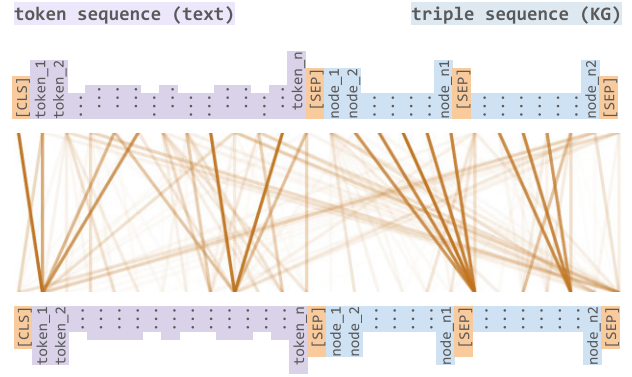 token sequence (text)
triple sequence (KG)
[CLS]
token_1
token_2
token_n
[SEP]
node_1
node_2
node_n1
[SEP]
node_n2
[SEP]
[CLS]
token_1
token_2
token_n
[SEP]
node_1
node_2
node_n1
[SEP]
node_n2
[SEP]